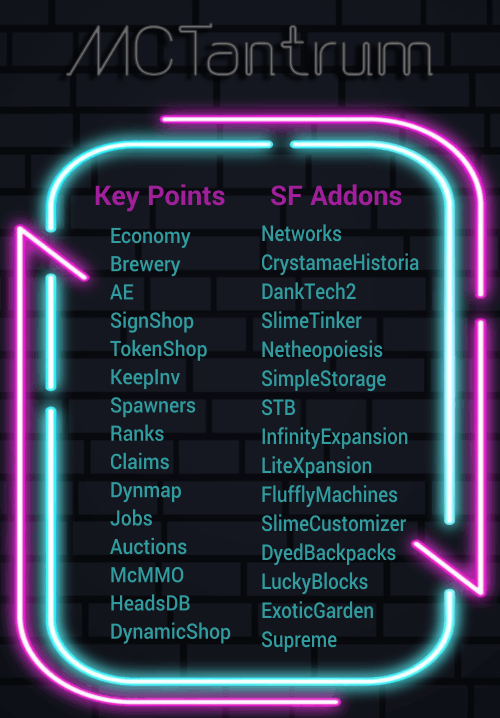 MCTantrum
Key Points
Economy
Brewery
AE
SignShop
TokenShop
KeepInv
Spawners
Ranks
Claims
Dynmap
Jobs
Auctions
McMMO
HeadsDB
DynamicShop
SF Addons
Networks
CrystamaeHistoria
DankTech2
SlimeTinker
Netheopoiesis
SimpleStorage
STB
InfinityExpansion
LiteXpansion
FlufflyMachines
SlimeCustomizer
DyedBackpacks
LuckyBlocks
ExoticGarden
Supreme